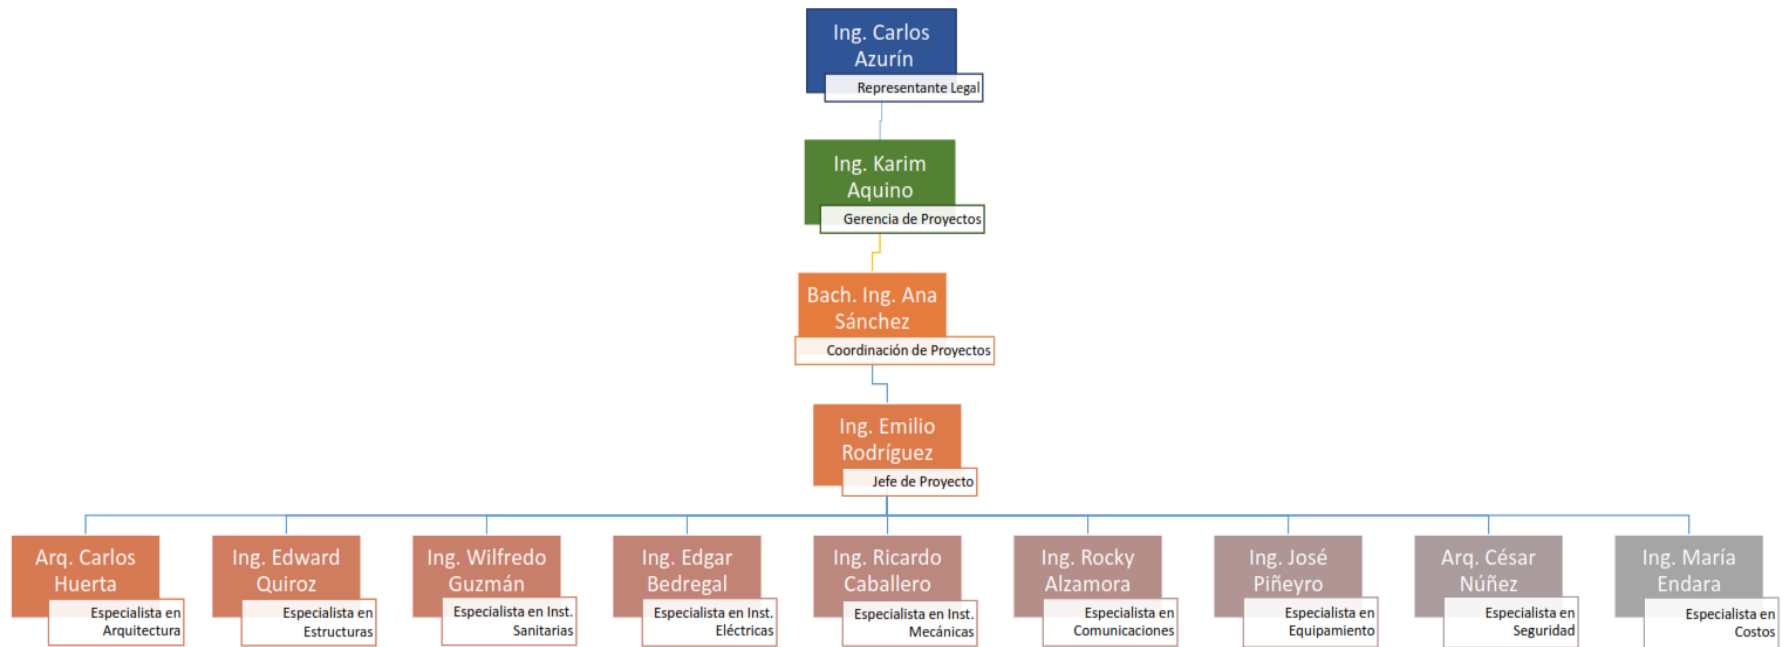 Ing. Carlos
Azurín
Representante Legal
Ing. Karim
Aquino
Gerencia de Proyectos
Bach. Ing. Ana
Sánchez
Coordinación de Proyectos
Ing. Emilio
Rodríguez
Jefe de Proyecto
Arq. Carlos
Huerta
Especialista en
Arquitectura
Ing. Edward
Quiroz
Especialista en
Estructuras
Ing. Wilfredo
Guzmán
Especialista en Inst.
Sanitarias
Ing. Edgar
Bedregal
Especialista en Inst.
Eléctricas
Ing. Ricardo
Caballero
Especialista en Inst.
Mecánicas
Ing. Rocky
Alzamora
Especialista en
Comunicaciones
Ing. José
Piñeyro
Especialista en
Equipamiento
Arq. César
Núñez
Especialista en
Seguridad
Ing. María
Endara
Especialista en
Costos